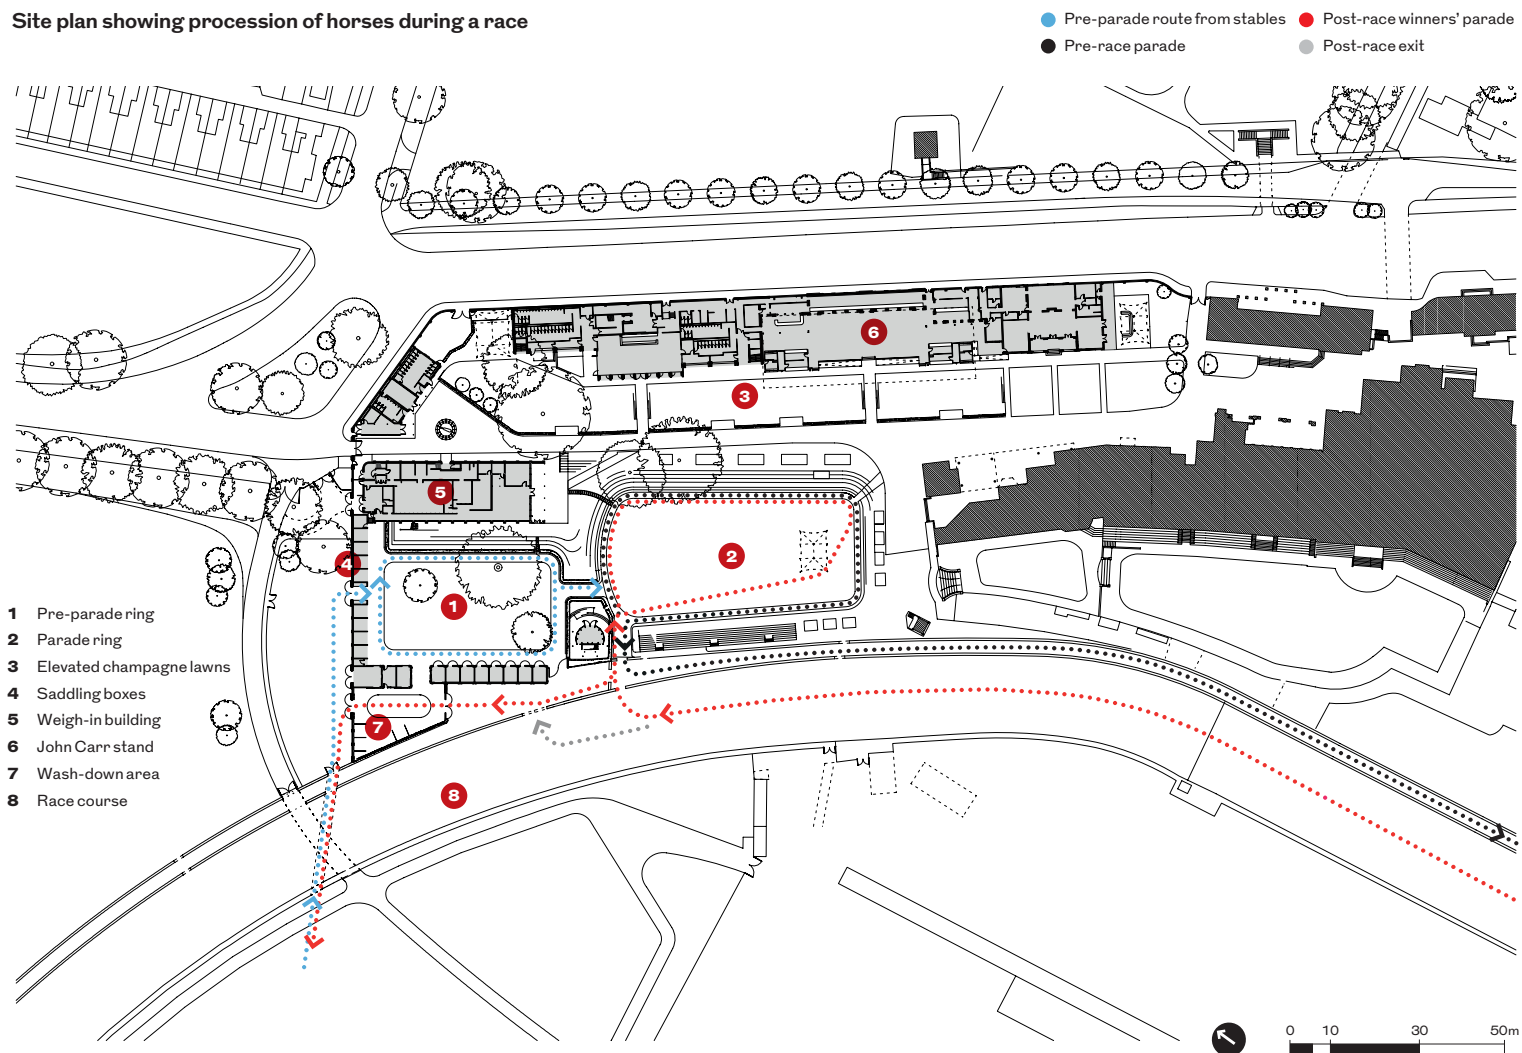 Site plan showing procession of horses during a race
Pre-parade route from stables
Post-race winners’ parade
Pre-race parade
Post-race exit
6
3
5
2
4
1
7
8
1 Pre-parade ring
2 Parade ring
3 Elevated champagne lawns
4 Saddling boxes
5 Weigh-in building
6 John Carr stand
7 Wash-down area
8 Race course
0 10 30 50m